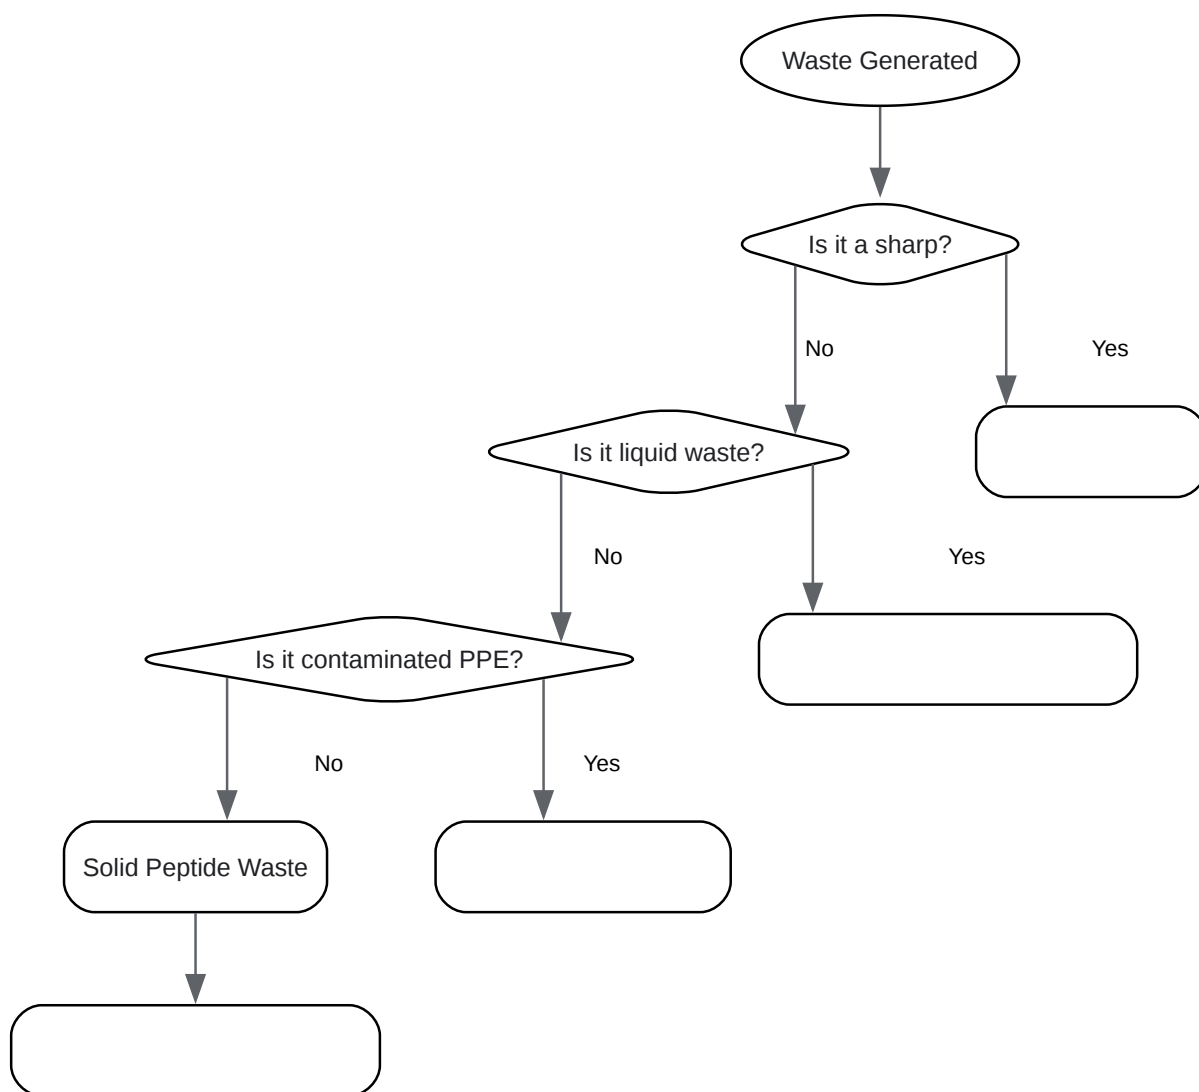 Waste Generated
Is it a sharp?
No
Yes
Is it liquid waste?
No
Yes
Is it contaminated PPE?
No
Yes
Solid Peptide Waste